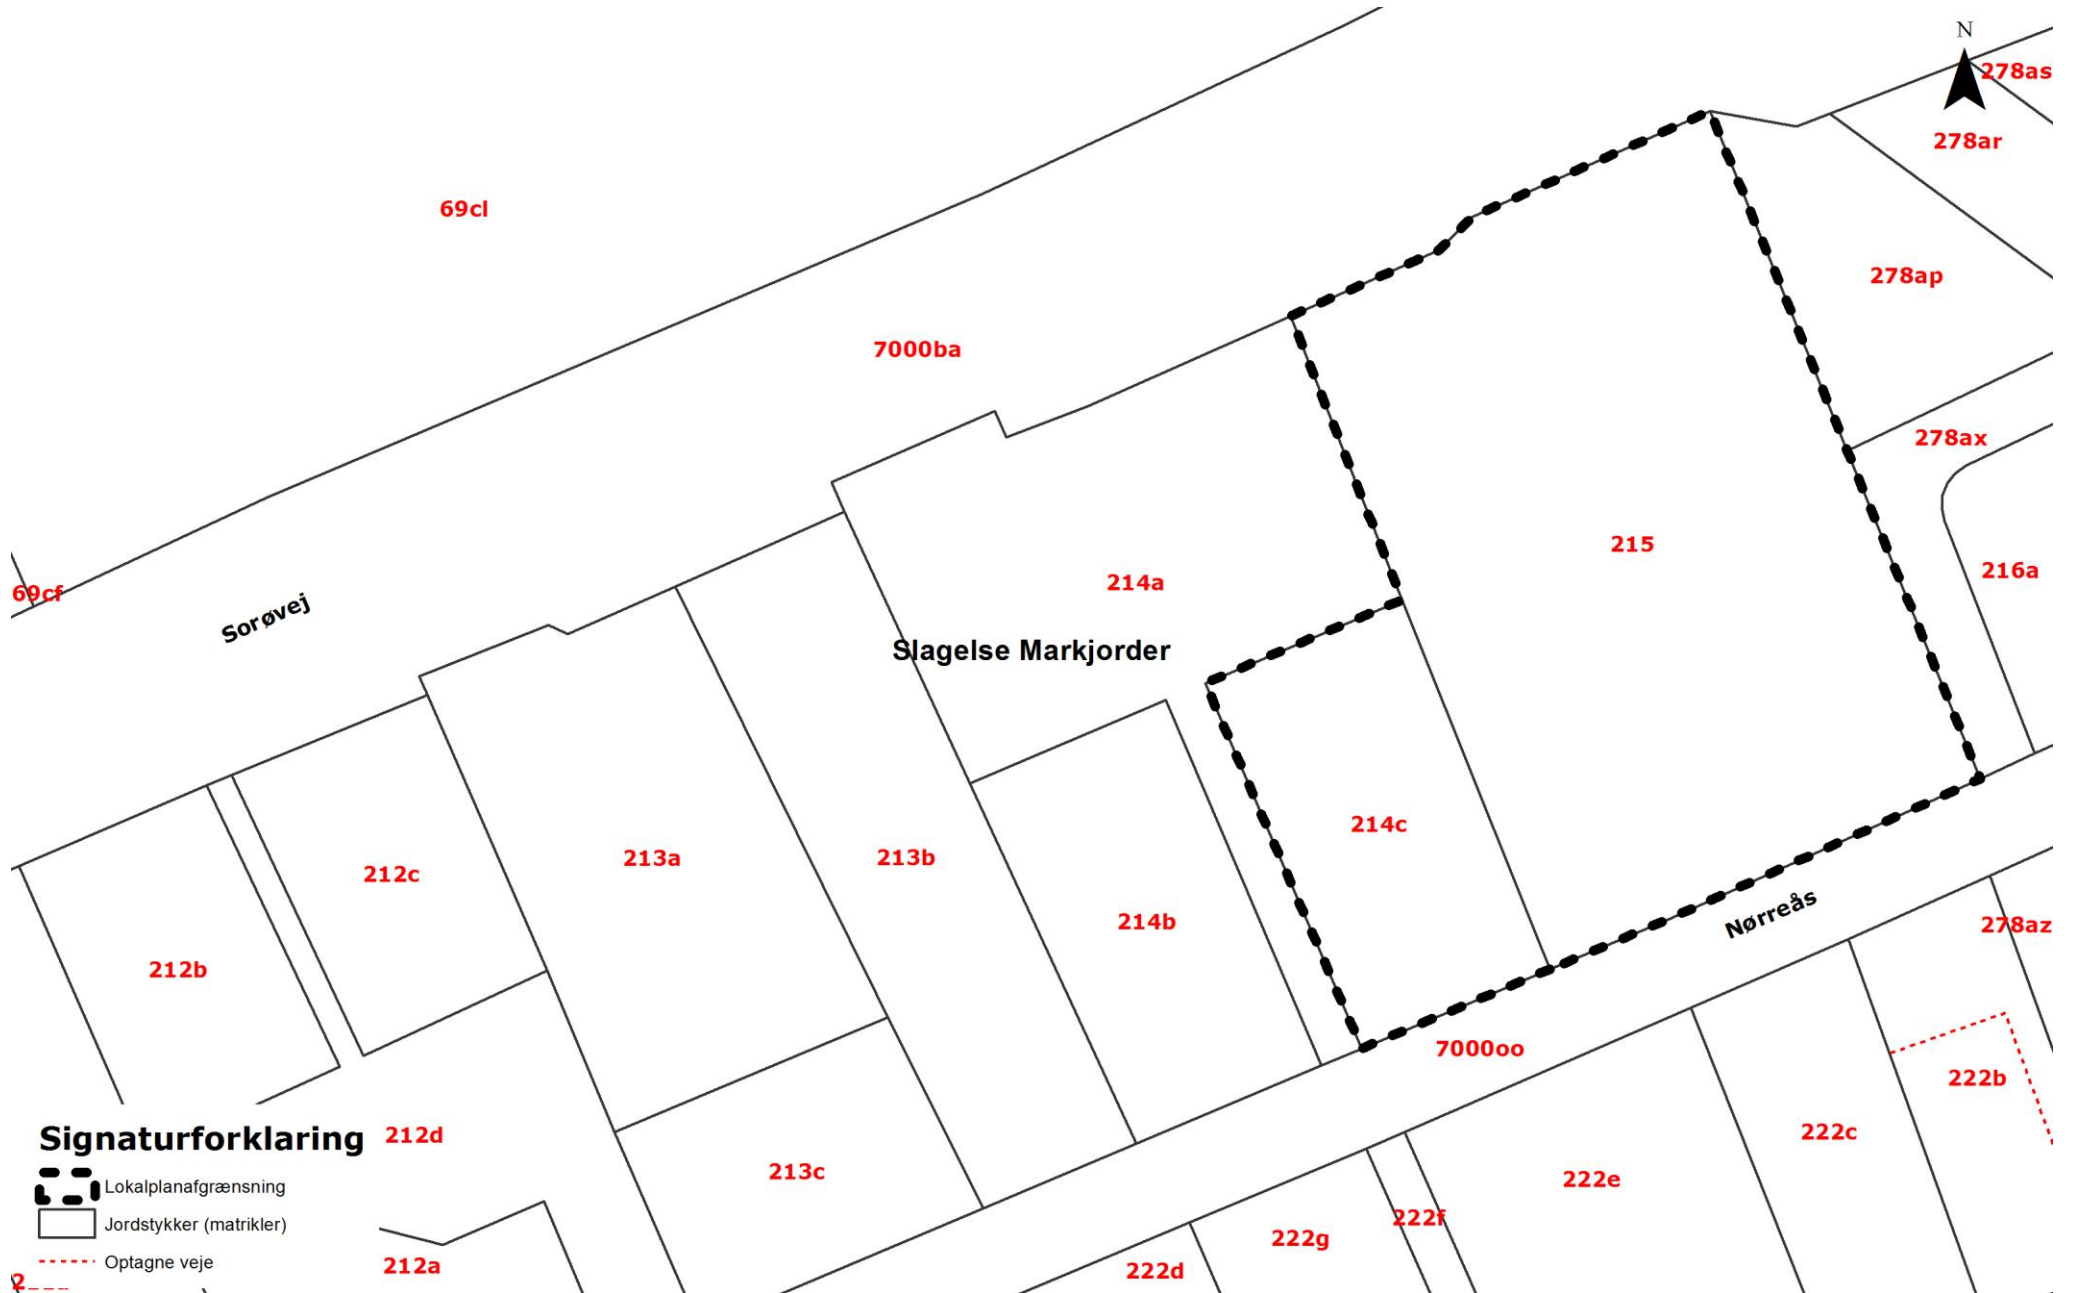 N
278as
278ar
69cl
278ap
7000ba
278ax
215
216a
214a
69cf
Sorøvej
Slagelse Markjorder
214c
213a
213b
212c
Nørreås
214b
278az
212b
7000oo
222b
222c
Signaturforklaring
212d
213c
222e
Lokalplanafgrænsning
222f
Jordstykker (matrikler)
222g
Optagne veje
212a
222d